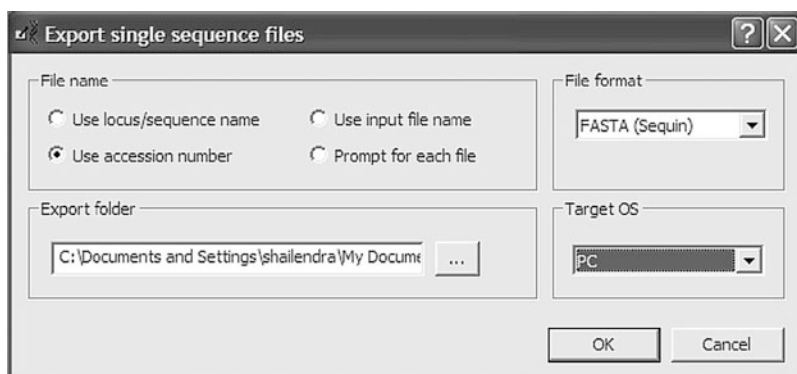 Export single sequence files
File name
Use locus/sequence name
Use input file name
Use accession number
Prompt for each file
File format
FASTA (Sequin)
Export folder
C:\Documents and Settings\shailendra\My Docume
...
Target OS
PC
OK
Cancel